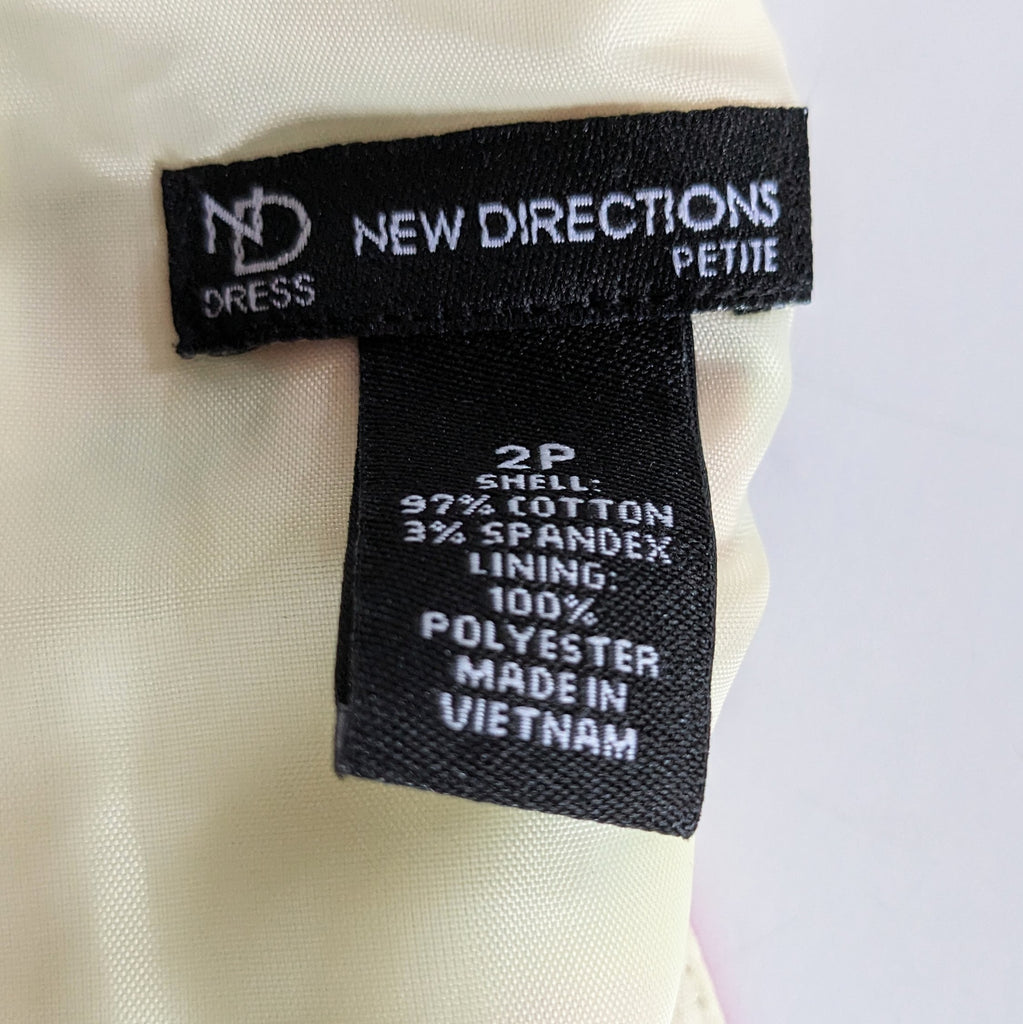 ND
DRESS
NEW DIRECTIONS
PETITE
2P
SHELL:
97% COTTON
3% SPANDEX
LINING:
100%
POLYESTER
MADE IN
VIETNAM